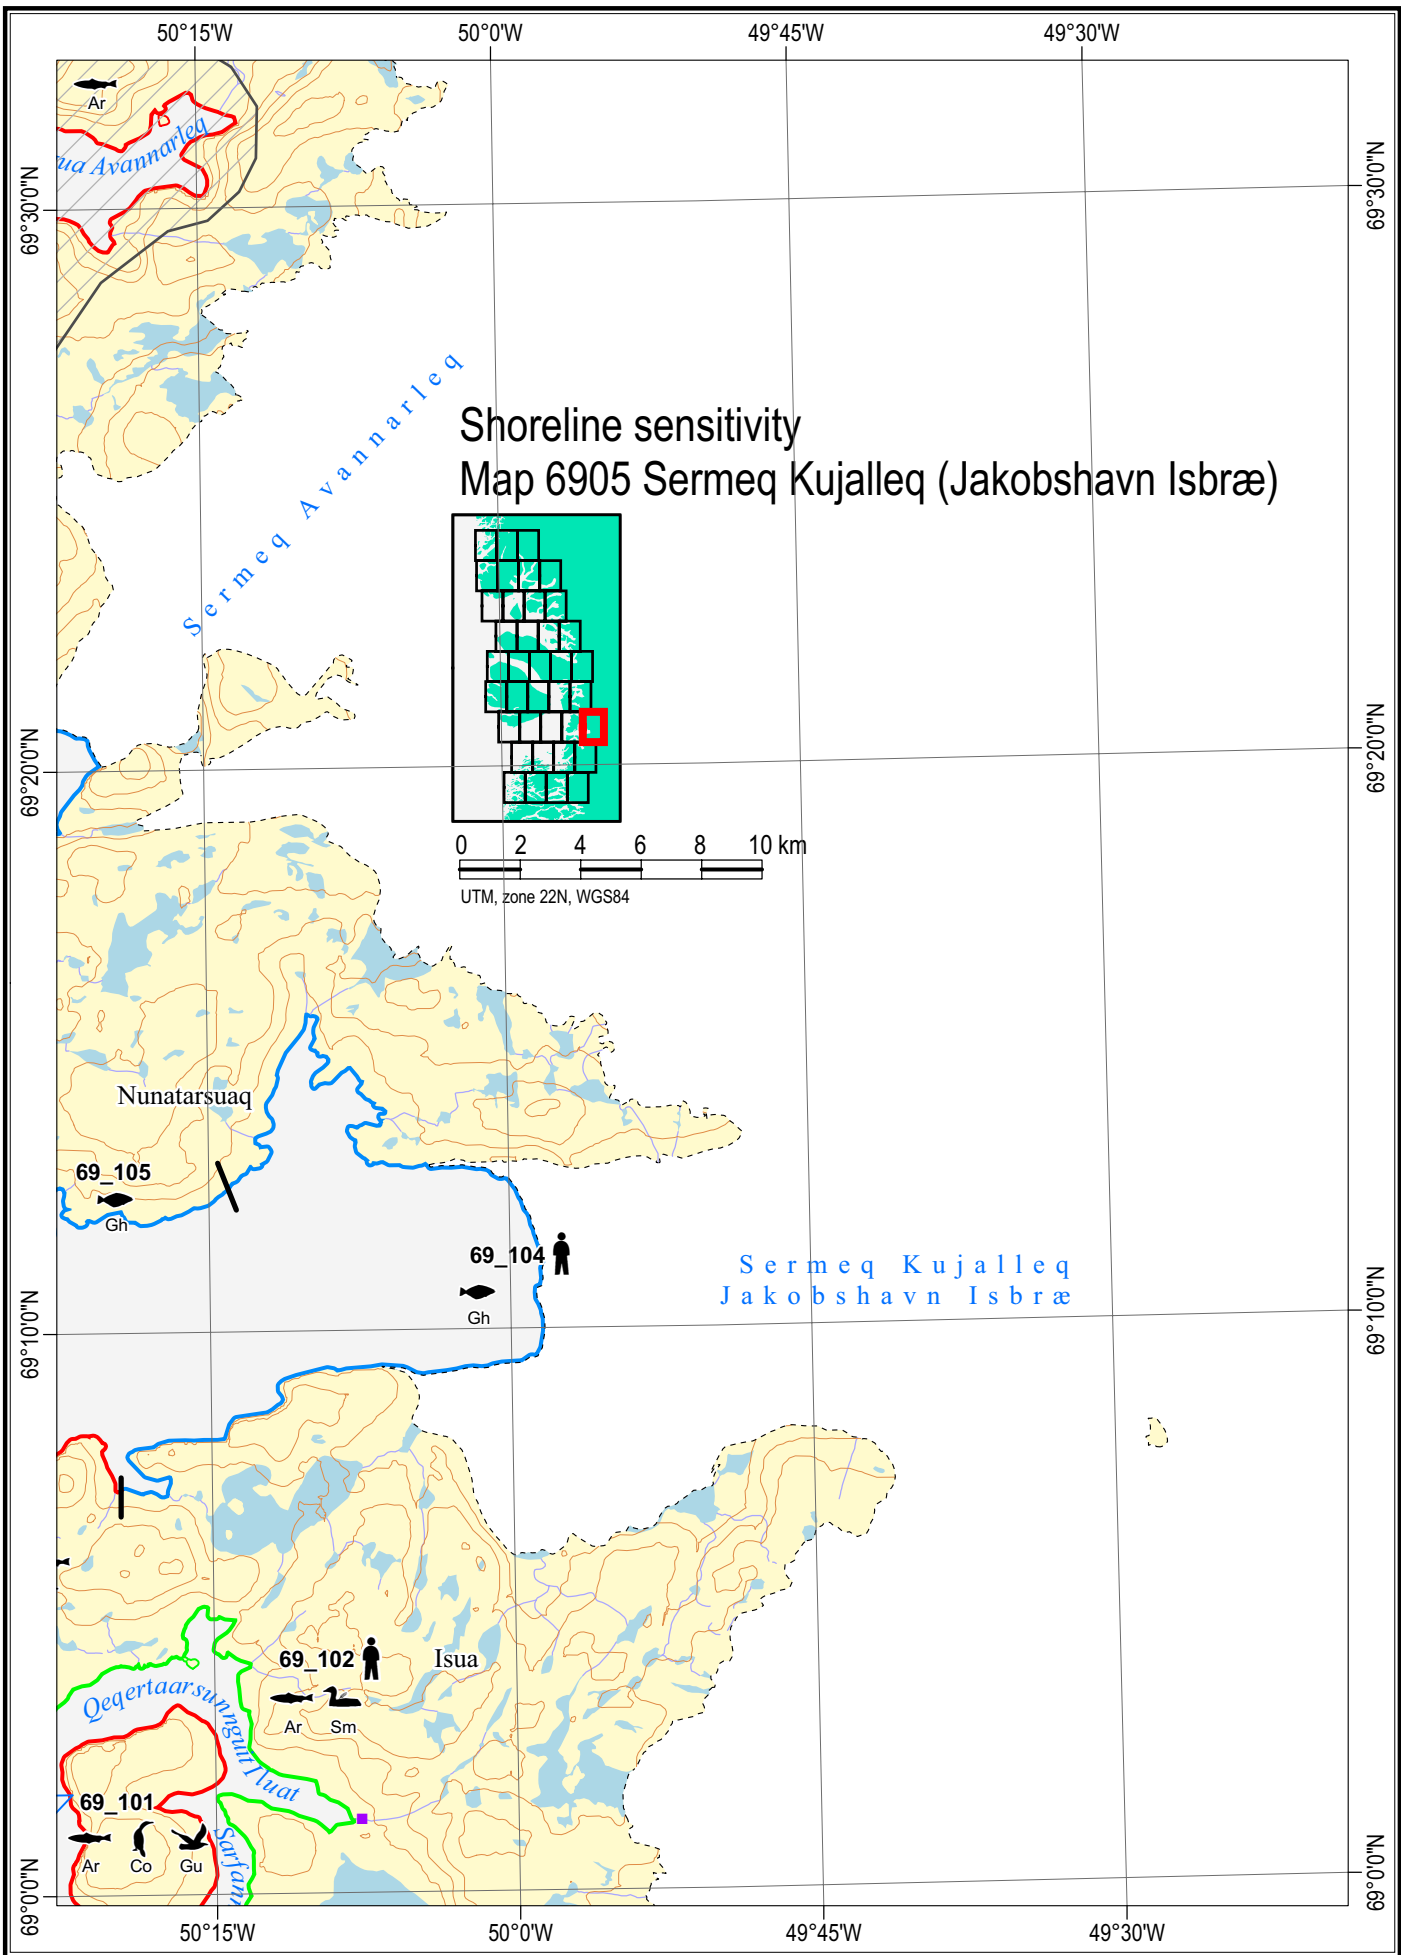 50°15'W 50°0'W 49°45'W 49°30'W
Ar
ua Avannarleq
69°30'0"N
69°30'0"N
Sermeq Avannarleq
Shoreline sensitivity
Map 6905 Sermeq Kujalleq (Jakobshavn Isbræ)
69°20'0"N
69°20'0"N
0 2 4 6 8 10 km
UTM, zone 22N, WGS84
Nunatarsuaq
69_105
Gh
69_104
Gh
Sermeq Kujalleq
Jakobshavn Isbræ
69°10'0"N
69°10'0"N
69_102
Isua
Ar Sm
Qeqertaarsunnguit Iluat
69_101
Ar Co Gu
Sarfan
69°0'0"N
69°0'0"N
50°15'W 50°0'W 49°45'W 49°30'W